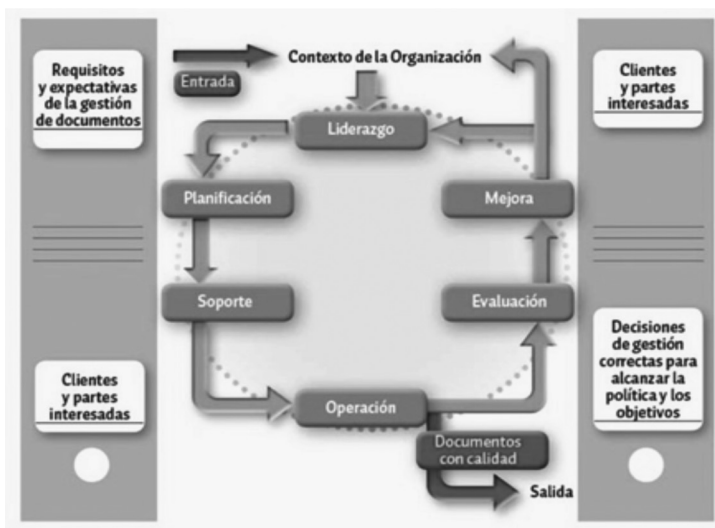 Requisitos
y expectativas
de la gestión
de documentos
Clientes
y partes
interesadas
Entrada
Contexto de la Organización
Liderazgo
Planificación
Soporte
Operación
Documentos
con calidad
Salida
Evaluación
Mejora
Clientes
y partes
interesadas
Decisiones
de gestión
correctas para
alcanzar la
política y los
objetivos